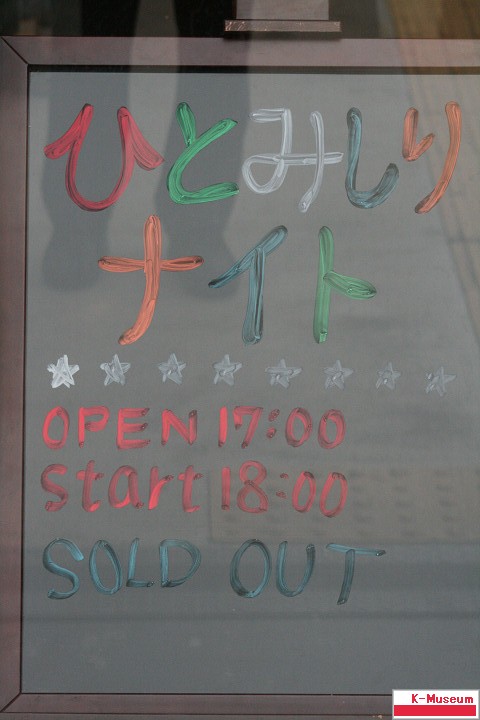 ひとみしり
ナイト
☆☆☆☆☆☆☆☆
OPEN 17:00
Start 18:00
SOLD OUT
K-Museum